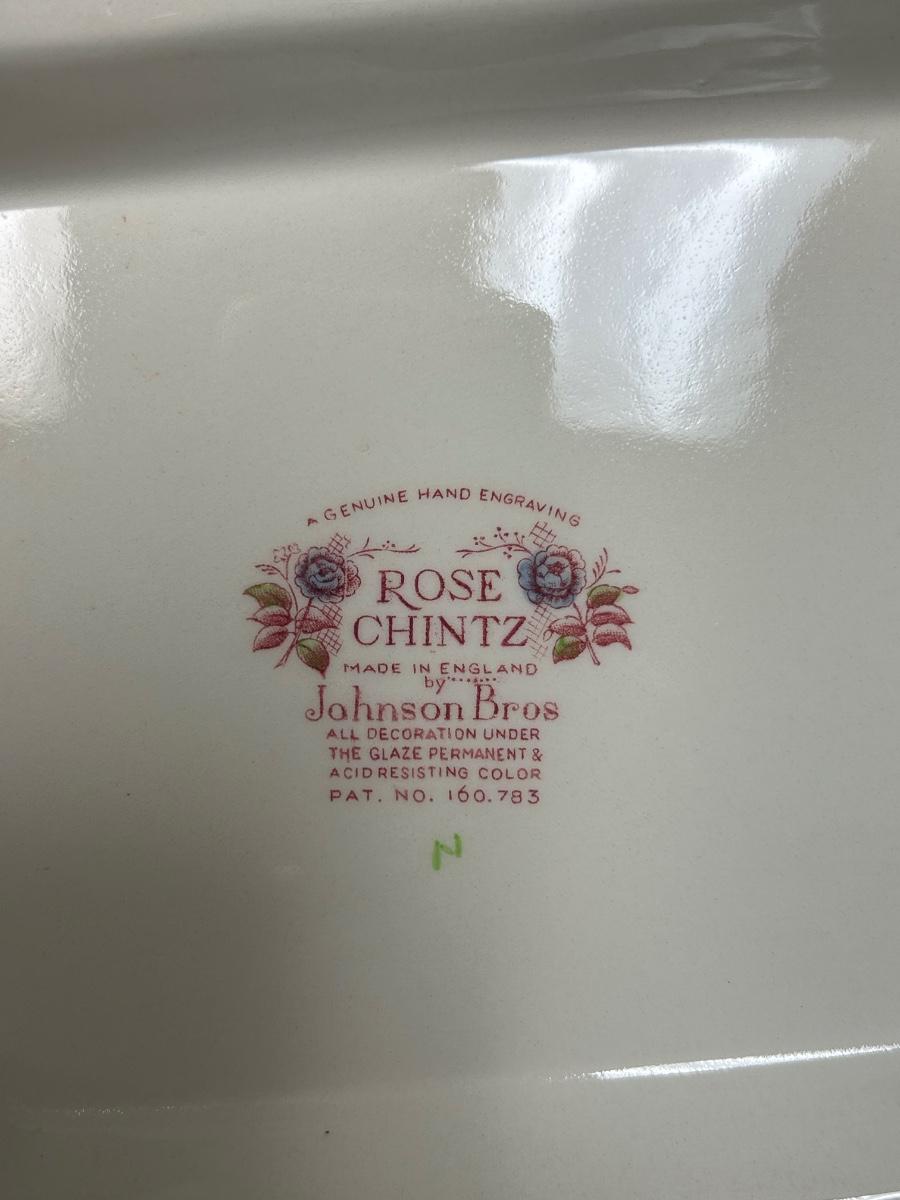 A GENUINE HAND ENGRAVING
ROSE
CHINTZ
MADE IN ENGLAND
by
Johnson Bros
ALL DECORATION UNDER
THE GLAZE PERMANENT &
ACID RESISTING COLOR
PAT. NO. 160.783
N